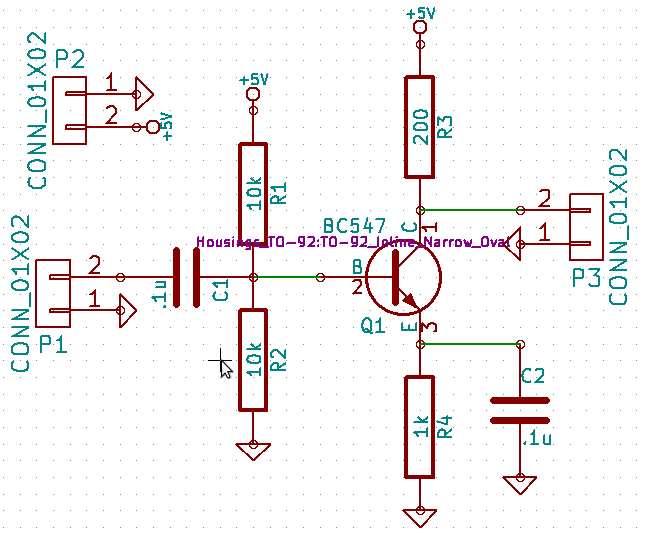 +5V
P2
CONN_01X02
1
2
+5V
+5V
200
R3
10k
R1
BC547
C
1
Housings_TO-92:TO-92_Inline_Narrow_Oval
2
1
P3
CONN_01X02
CONN_01X02
2
1
P1
.1u
C1
B
2
Q1
E
3
10k
R2
C2
.1u
1k
R4